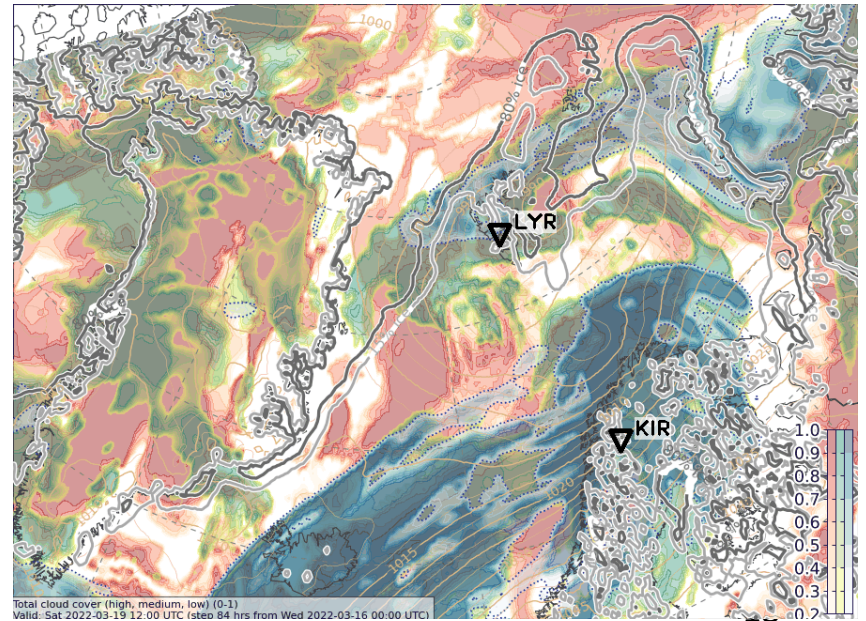 1000
80% ice
LYR
1025
KIR
1020
1015
1.0
0.9
0.8
0.7
0.6
0.5
0.4
0.3
0.2
Total cloud cover (high, medium, low) (0-1)
Valid: Sat 2022-03-19 12:00 UTC (step 84 hrs from Wed 2022-03-16 00:00 UTC)